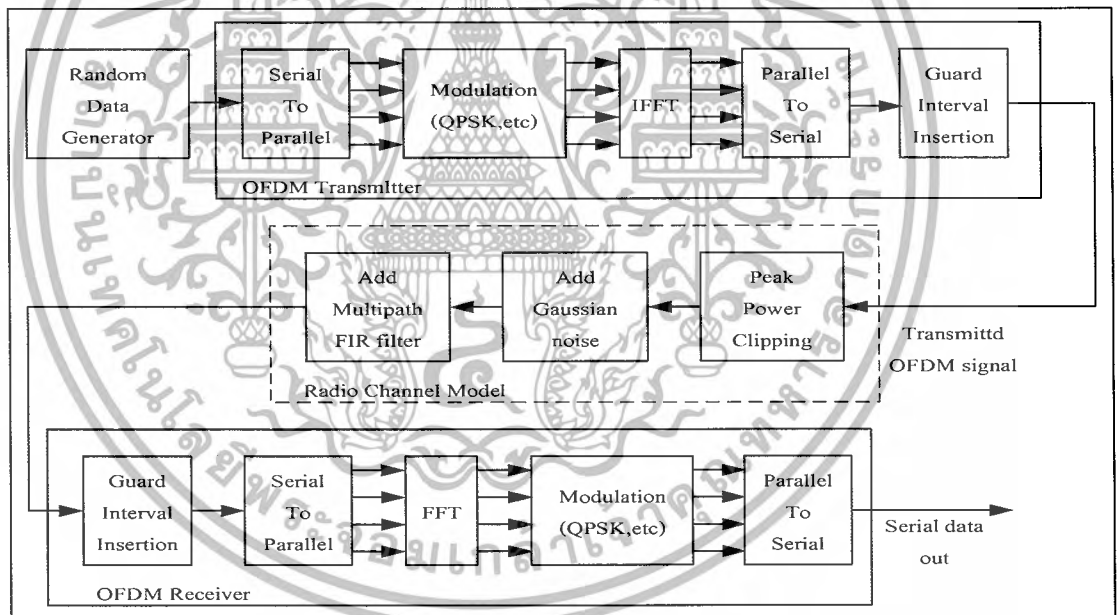 Random
Data
Generator
Serial
To
Parallel
Modulation
(QPSK,etc)
IFFT
Parallel
To
Serial
Guard
Interval
Insertion
OFDM Transmltter
Add
Multipath
FIR filter
Add
Gaussian
noise
Peak
Power
Clipping
Transmittd
OFDM signal
Radio Channel Model
Guard
Interval
Insertion
Serial
To
Parallel
FFT
Modulation
(QPSK,etc)
Parallel
To
Serial
Serial data
out
OFDM Receiver